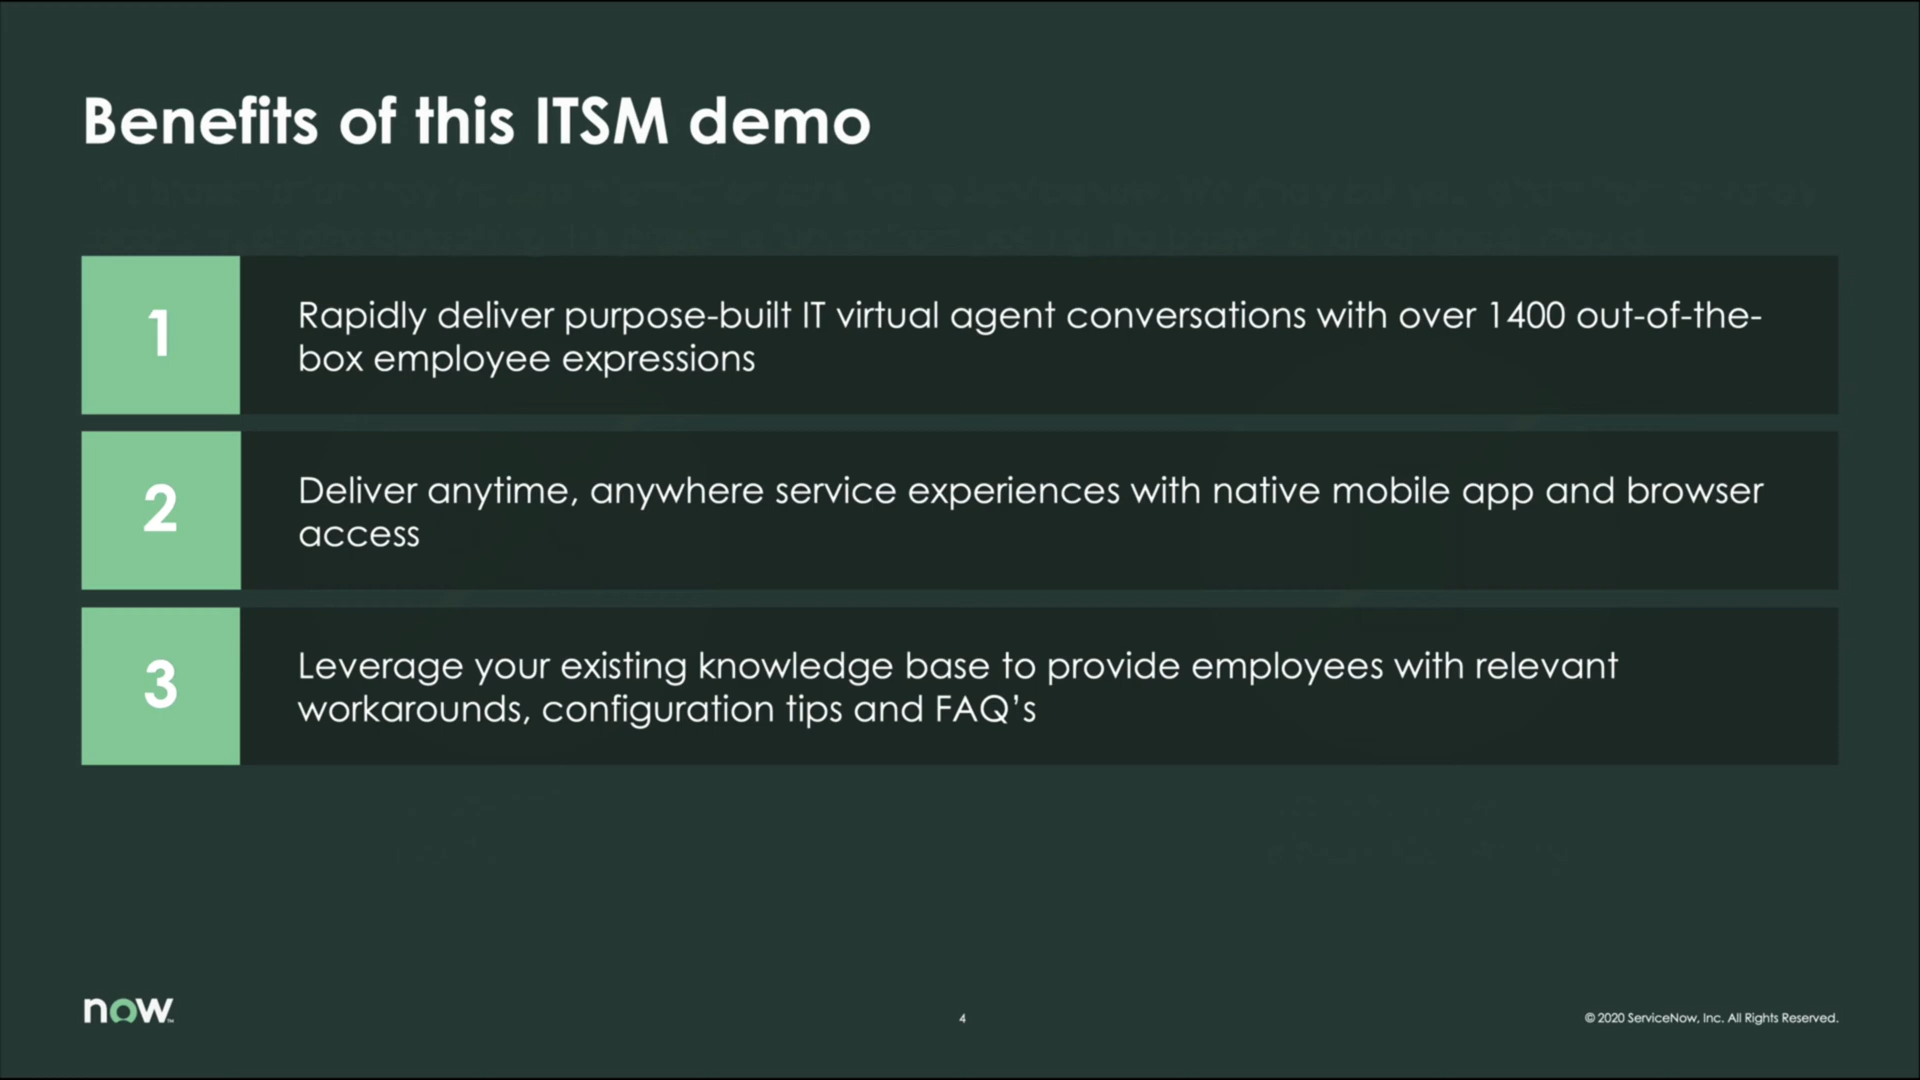 Benefits of this ITSM demo
1
Rapidly deliver purpose-built IT virtual agent conversations with over 1400 out-of-the-
box employee expressions
2
Deliver anytime, anywhere service experiences with native mobile app and browser
access
3
Leverage your existing knowledge base to provide employees with relevant
workarounds, configuration tips and FAQ’s
now™
4
© 2020 ServiceNow, Inc. All Rights Reserved.